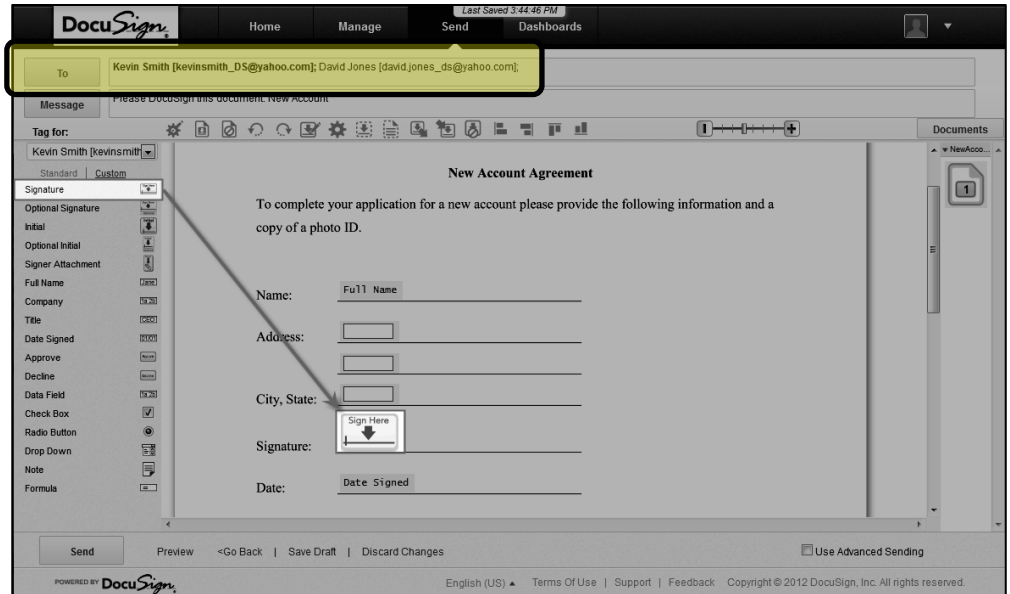 Last Saved 3:44:46 PM
DocuSign. Home Manage Send Dashboards
To Kevin Smith [kevinsmith_DS@yahoo.com]; David Jones [david.jones_ds@yahoo.com];
Message Please DocuSign this document: New Account
Tag for: Documents
Kevin Smith [kevinsmith NewAcco...
Standard | Custom
1
New Account Agreement
To complete your application for a new account please provide the following information and a
copy of a photo ID.
Signature
Optional Signature
Initial
Optional Initial
Signer Attachment
Full Name
Company
Title
Date Signed
Approve
Decline
Data Field
Check Box
Radio Button
Drop Down
Note
Formula
Name: Full Name
Address:
City, State:
Sign Here
Signature:
Date: Date Signed
Send Preview <Go Back | Save Draft | Discard Changes Use Advanced Sending
POWERED BY DocuSign. English (US) Terms Of Use | Support | Feedback Copyright © 2012 DocuSign, Inc. All rights reserved.